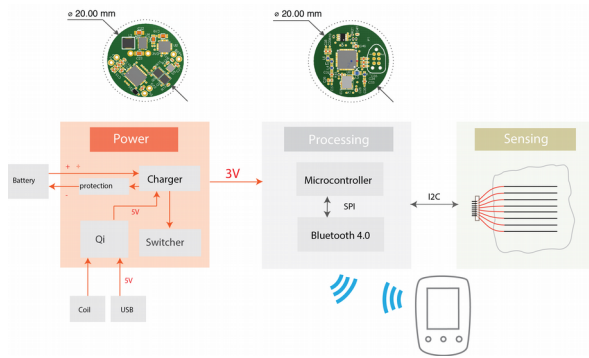 ø 20.00 mm
ø 20.00 mm
Power
Processing
Sensing
Battery
+ +
protection
-
Charger
3V
Microcontroller
SPI
I2C
5V
Qi
Switcher
Bluetooth 4.0
5V
Coil
USB